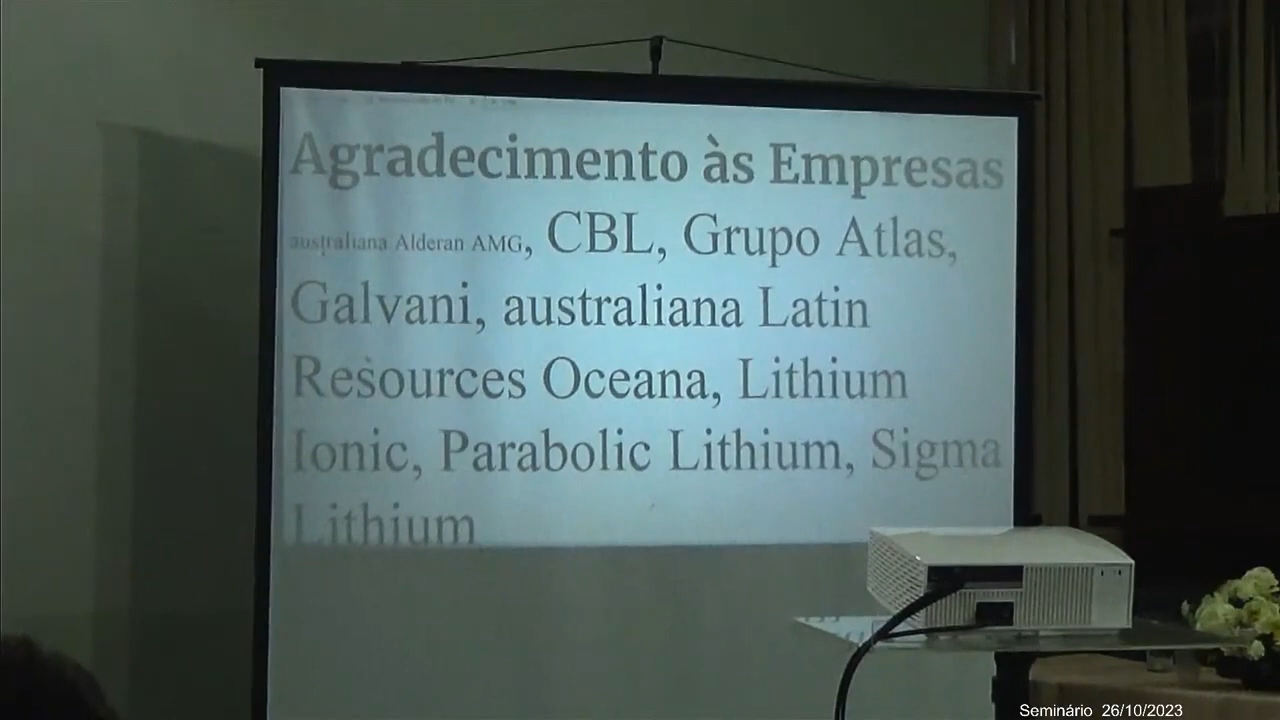 Agradecimento às Empresas
australiana Alderan AMG, CBL, Grupo Atlas,
Galvani, australiana Latin
Resources Oceana, Lithium
Ionic, Parabolic Lithium, Sigma
Lithium
Seminário 26/10/2023